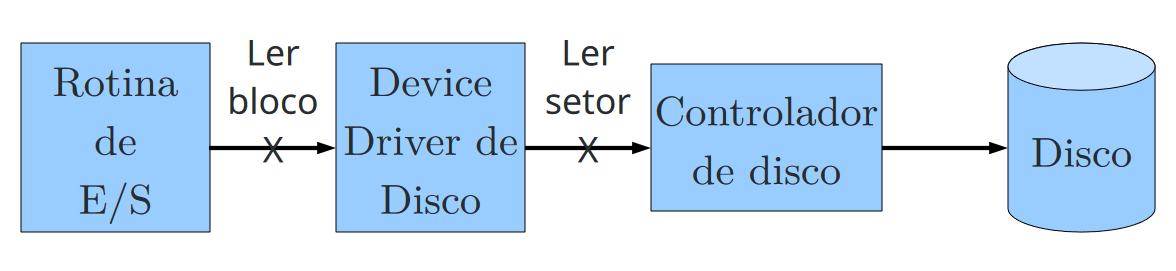 Rotina
de
E/S
Ler
bloco
X
Device
Driver de
Disco
Ler
setor
X
Controlador
de disco
Disco